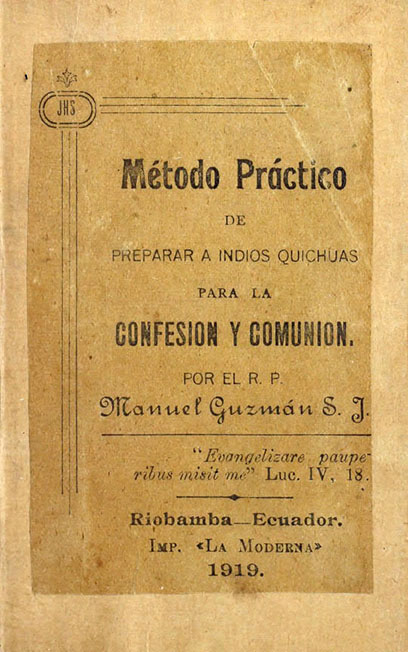 JHS
Método Práctico
DE
PREPARAR A INDIOS QUICHUAS
PARA LA
CONFESION Y COMUNION.
POR EL R. P.
Manuel Guzmán S. J.
"Evangelizare paupe-
ribus misit me" Luc. IV, 18.
Riobamba—Ecuador.
IMP. «LA MODERNA»
1919.